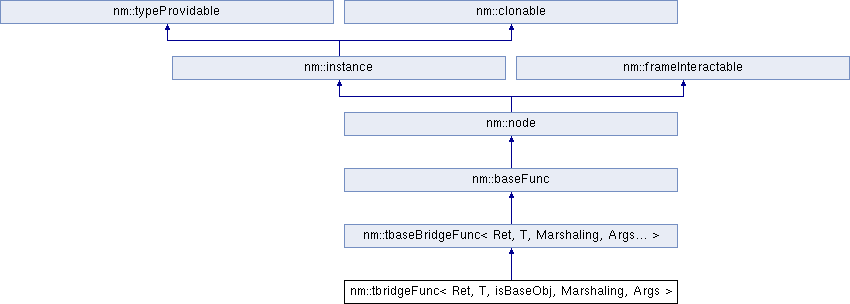 nm::typeProvidable
nm::clonable
nm::instance
nm::frameInteractable
nm::node
nm::baseFunc
nm::tbaseBridgeFunc< Ret, T, Marshaling, Args... >
nm::tbridgeFunc< Ret, T, isBaseObj, Marshaling, Args >